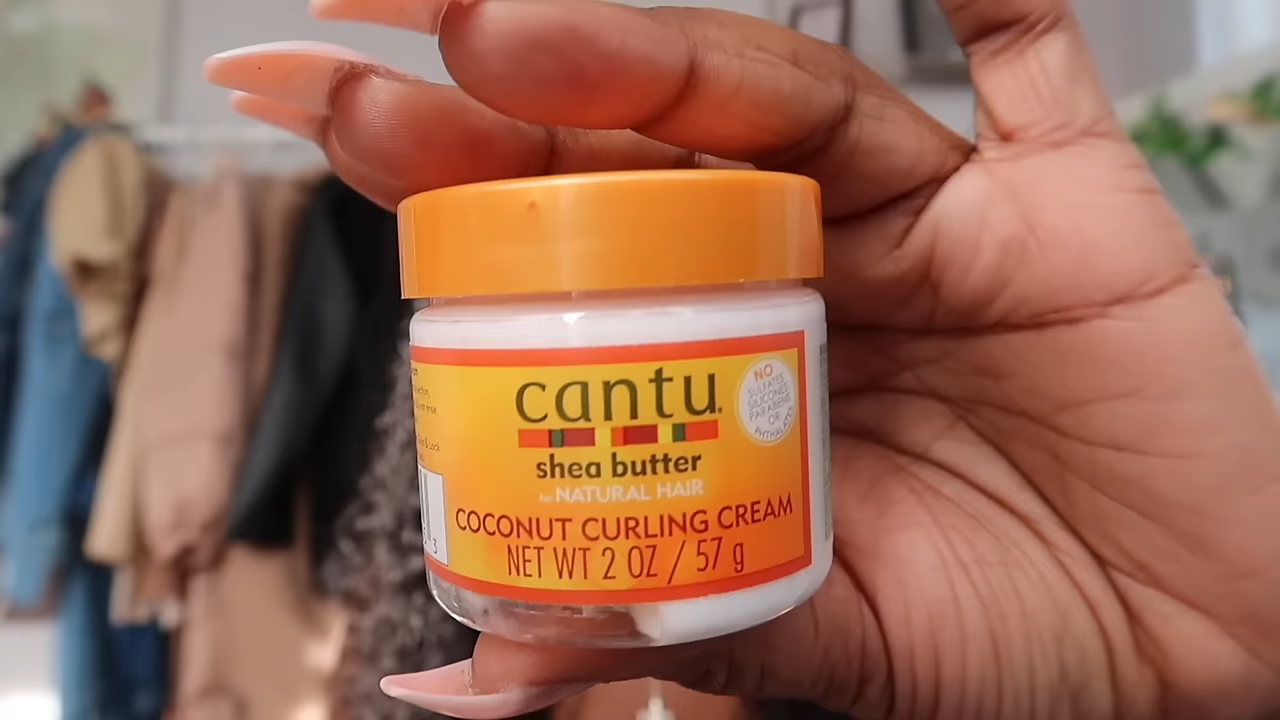 cantu
shea butter
for NATURAL HAIR
COCONUT CURLING CREAM
NET WT 2 OZ / 57 g
NO
SULFATES
SILICONES
PARABENS
OR
PHTHALATES
3